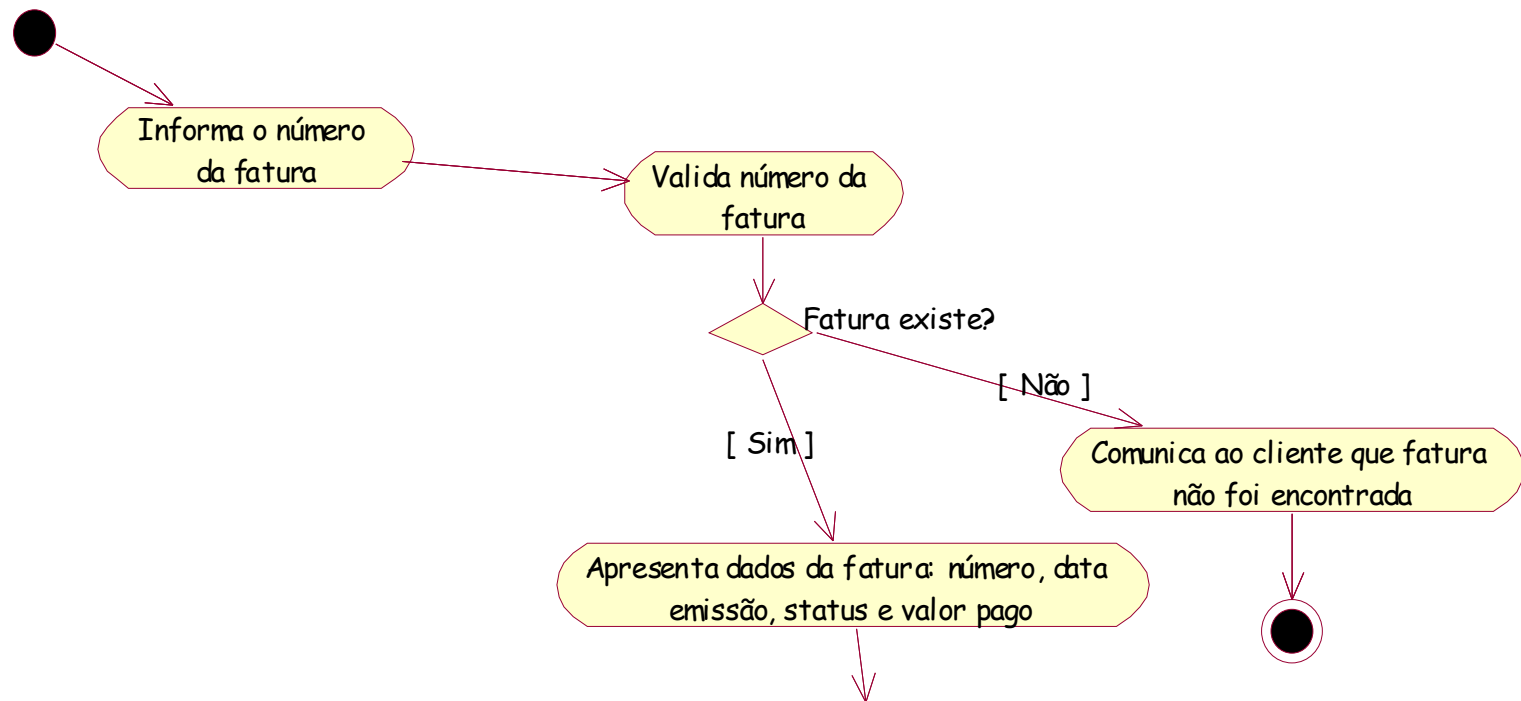 Informa o número
da fatura
Valida número da
fatura
Fatura existe?
[ Não ]
[ Sim ]
Comunica ao cliente que fatura
não foi encontrada
Apresenta dados da fatura: número, data
emissão, status e valor pago